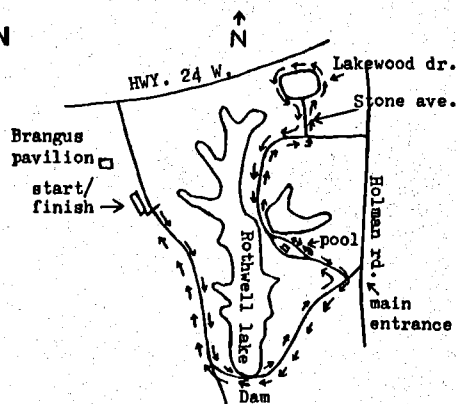 N
N
HWY. 24 W.
Lakewood dr.
Stone ave.
Brangus
pavilion
start/
finish
Rothwell lake
pool
Holman rd.
main
entrance
Dam